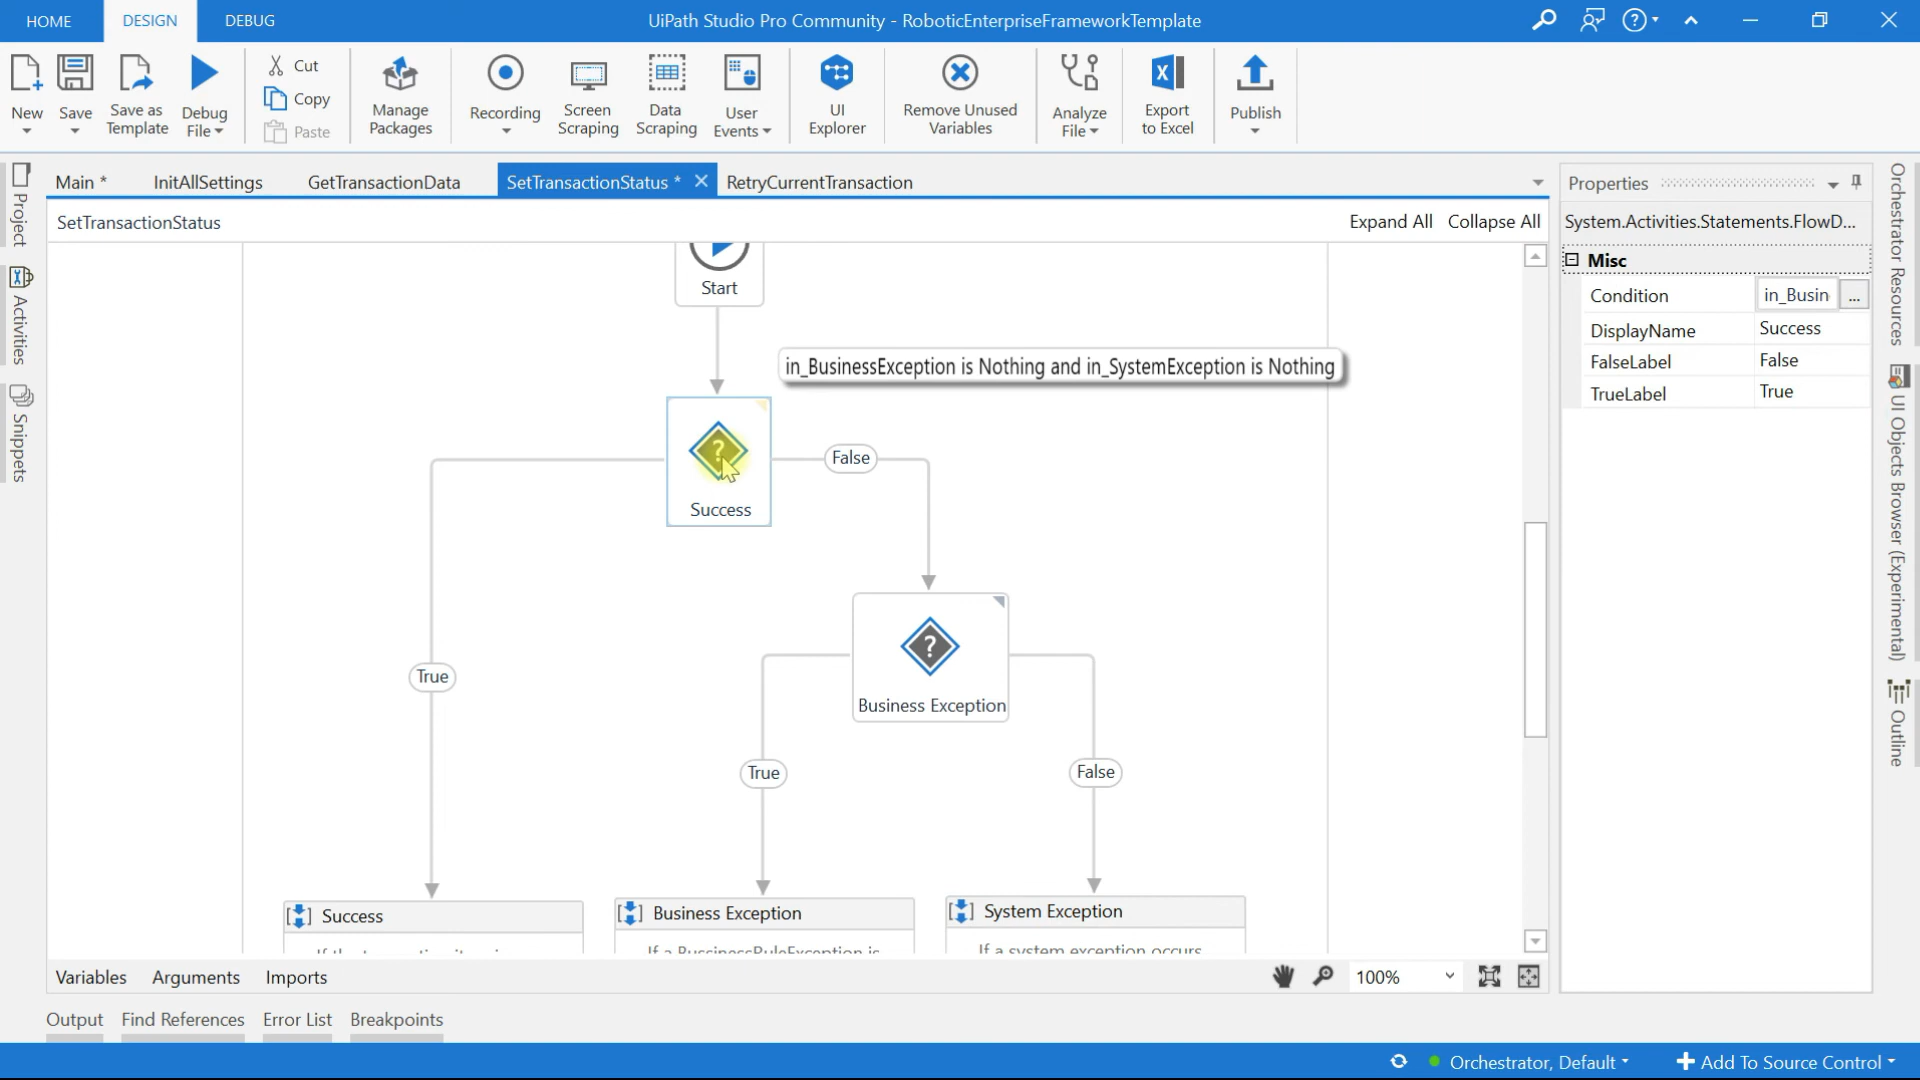 HOME
DESIGN
DEBUG
UiPath Studio Pro Community - RoboticEnterpriseFrameworkTemplate
New
Save
Save as
Template
Debug
File
Cut
Copy
Paste
Manage
Packages
Recording
Screen
Scraping
Data
Scraping
User
Events
UI
Explorer
Remove Unused
Variables
Analyze
File
Export
to Excel
Publish
Project
Activities
Snippets
Main *
InitAllSettings
GetTransactionData
SetTransactionStatus *
RetryCurrentTransaction
SetTransactionStatus
Expand All
Collapse All
Start
in_BusinessException is Nothing and in_SystemException is Nothing
Success
False
True
Business Exception
True
False
Success
Business Exception
System Exception
If a BussinessRuleException is
If a system exception occurs
Properties
System.Activities.Statements.FlowD...
Misc
Condition
in_Busin
...
DisplayName
Success
FalseLabel
False
TrueLabel
True
Orchestrator Resources
UI Objects Browser (Experimental)
Outline
Variables
Arguments
Imports
100%
Output
Find References
Error List
Breakpoints
Orchestrator, Default
Add To Source Control